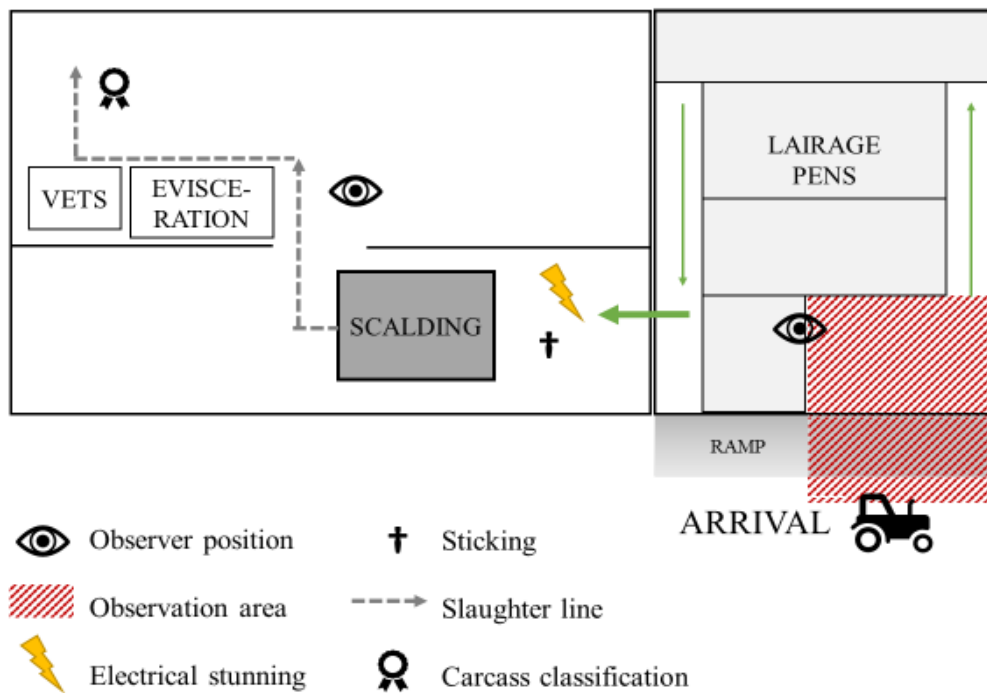 LAIRAGE
PENS
VETS
EVISCE-
RATION
SCALDING
RAMP
ARRIVAL
Observer position
Sticking
Observation area
Slaughter line
Electrical stunning
Carcass classification